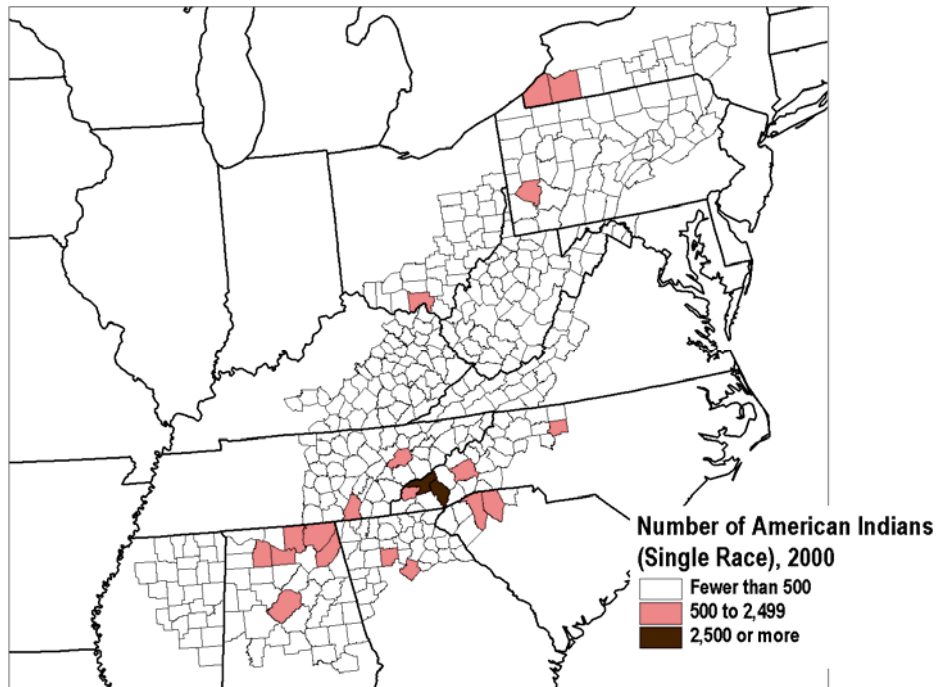 Number of American Indians
(Single Race), 2000
Fewer than 500
500 to 2,499
2,500 or more